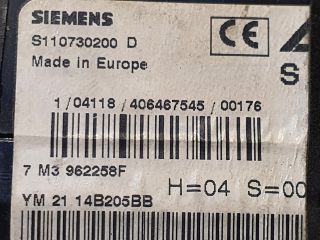 SIEMENS
S110730200 D
CE
Made in Europe
S
1 / 04118 / 406467545 / 00176
7 M3 962258F
H=04 S=00
YM 21 14B205BB